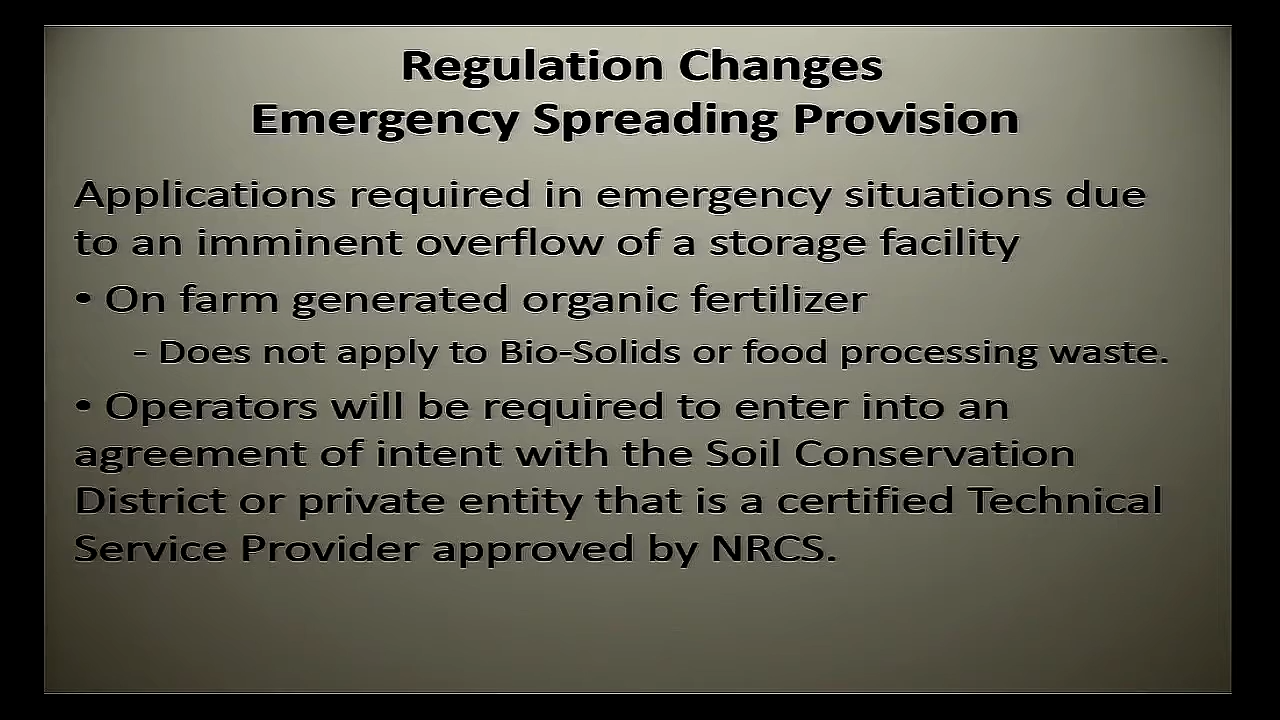 Regulation Changes
Emergency Spreading Provision
Applications required in emergency situations due
to an imminent overflow of a storage facility
• On farm generated organic fertilizer
- Does not apply to Bio-Solids or food processing waste.
• Operators will be required to enter into an
agreement of intent with the Soil Conservation
District or private entity that is a certified Technical
Service Provider approved by NRCS.